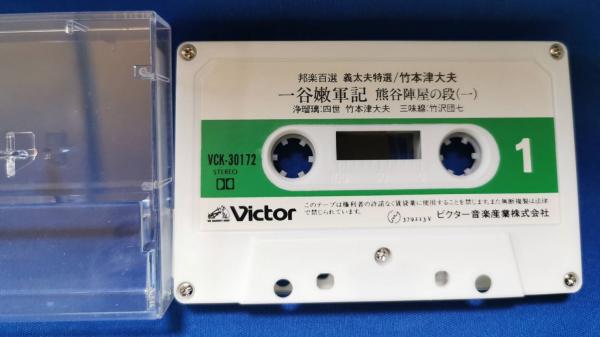 邦楽百選 義太夫特選/竹本津大夫
一谷嫩軍記 熊谷陣屋の段(一)
浄瑠璃:四世 竹本津大夫 三味線:竹沢団七
VCK-30172
STEREO
1
Victor
このテープは権利者の許諾なく賃貸業に使用することを禁じます。また無断複製は法律
で禁じられています。
ビクター音楽産業株式会社